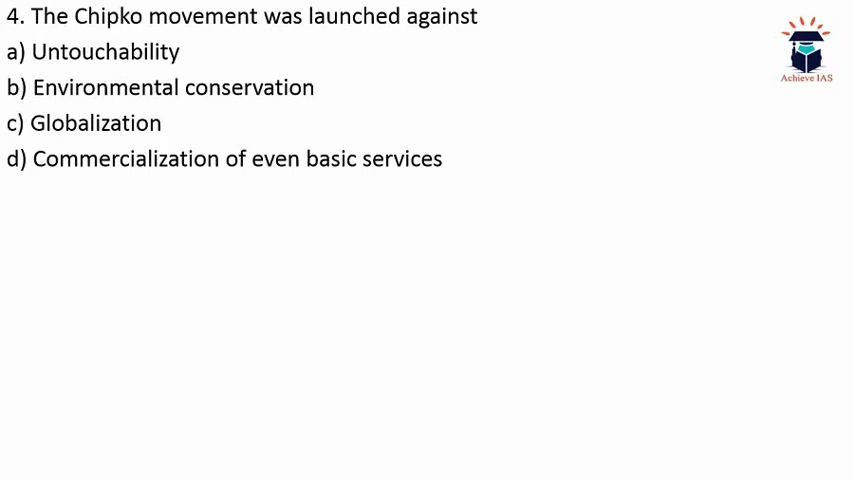 4. The Chipko movement was launched against
a) Untouchability
b) Environmental conservation
c) Globalization
d) Commercialization of even basic services
Achieve IAS